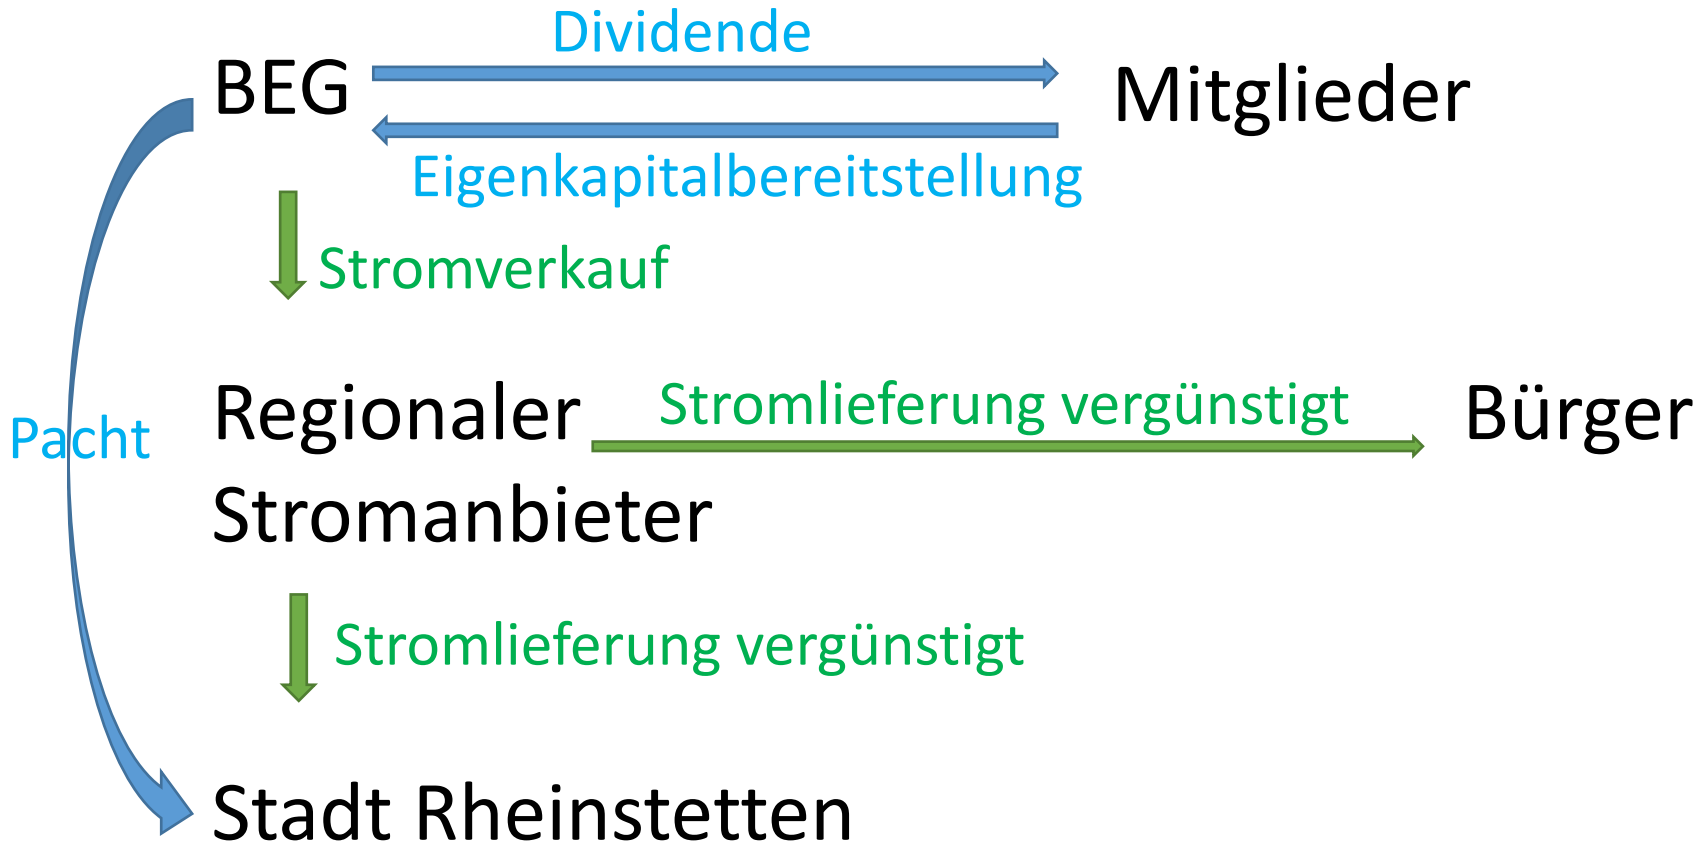 Dividende
BEG
Mitglieder
Eigenkapitalbereitstellung
Stromverkauf
Regionaler
Stromlieferung vergünstigt
Bürger
Pacht
Stromanbieter
Stromlieferung vergünstigt
Stadt Rheinstetten